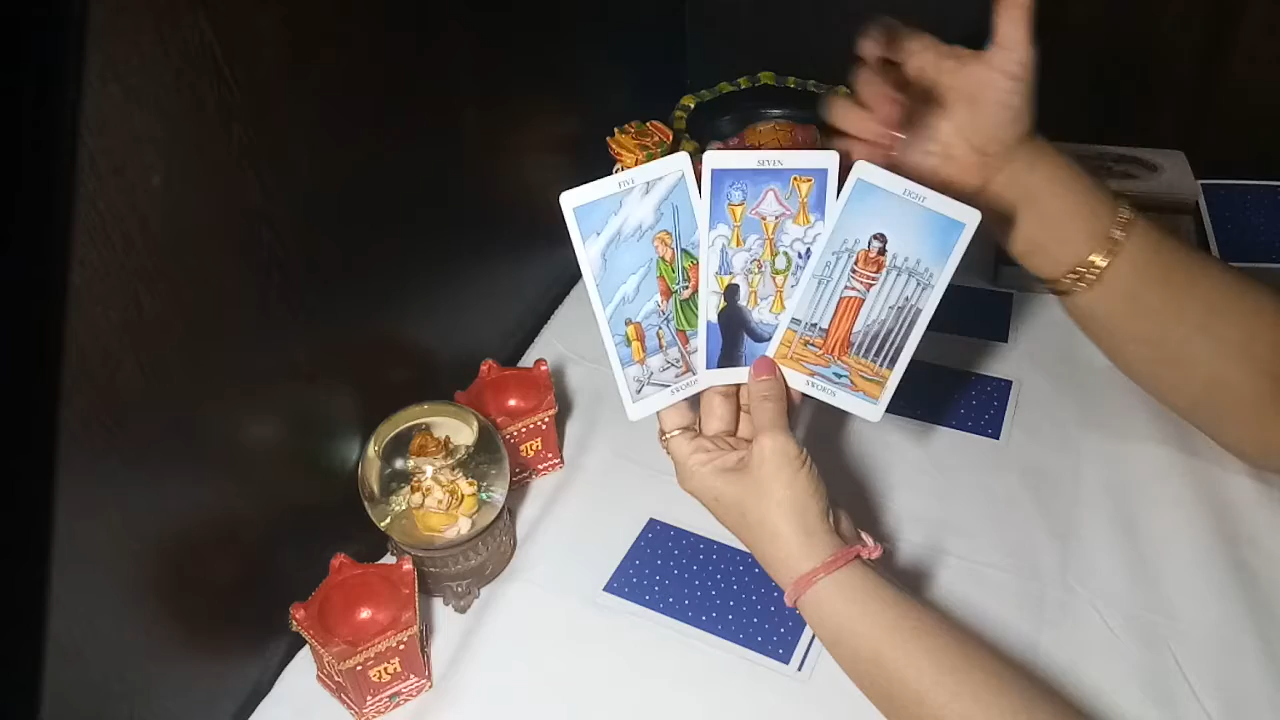 FIVE
SWORDS
SEVEN
EIGHT
SWORDS
शुभ
शुभ